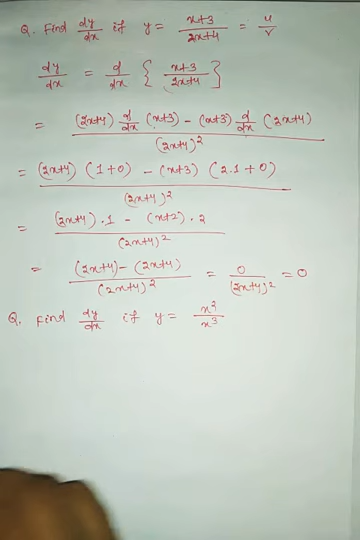 Q. Find dy/dx if y = x+3/2x+4 = u/v
dy/dx = d/dx { x+3/2x+4 }
= (2x+4) d/dx (x+3) - (x+3) d/dx (2x+4) / (2x+4)²
= (2x+4) (1+0) - (x+3) (2.1+0) / (2x+4)²
= (2x+4).1 - (x+2).2 / (2x+4)²
= (2x+4) - (2x+4) / (2x+4)² = 0/(2x+4)² = 0
Q. Find dy/dx if y = x²/x³